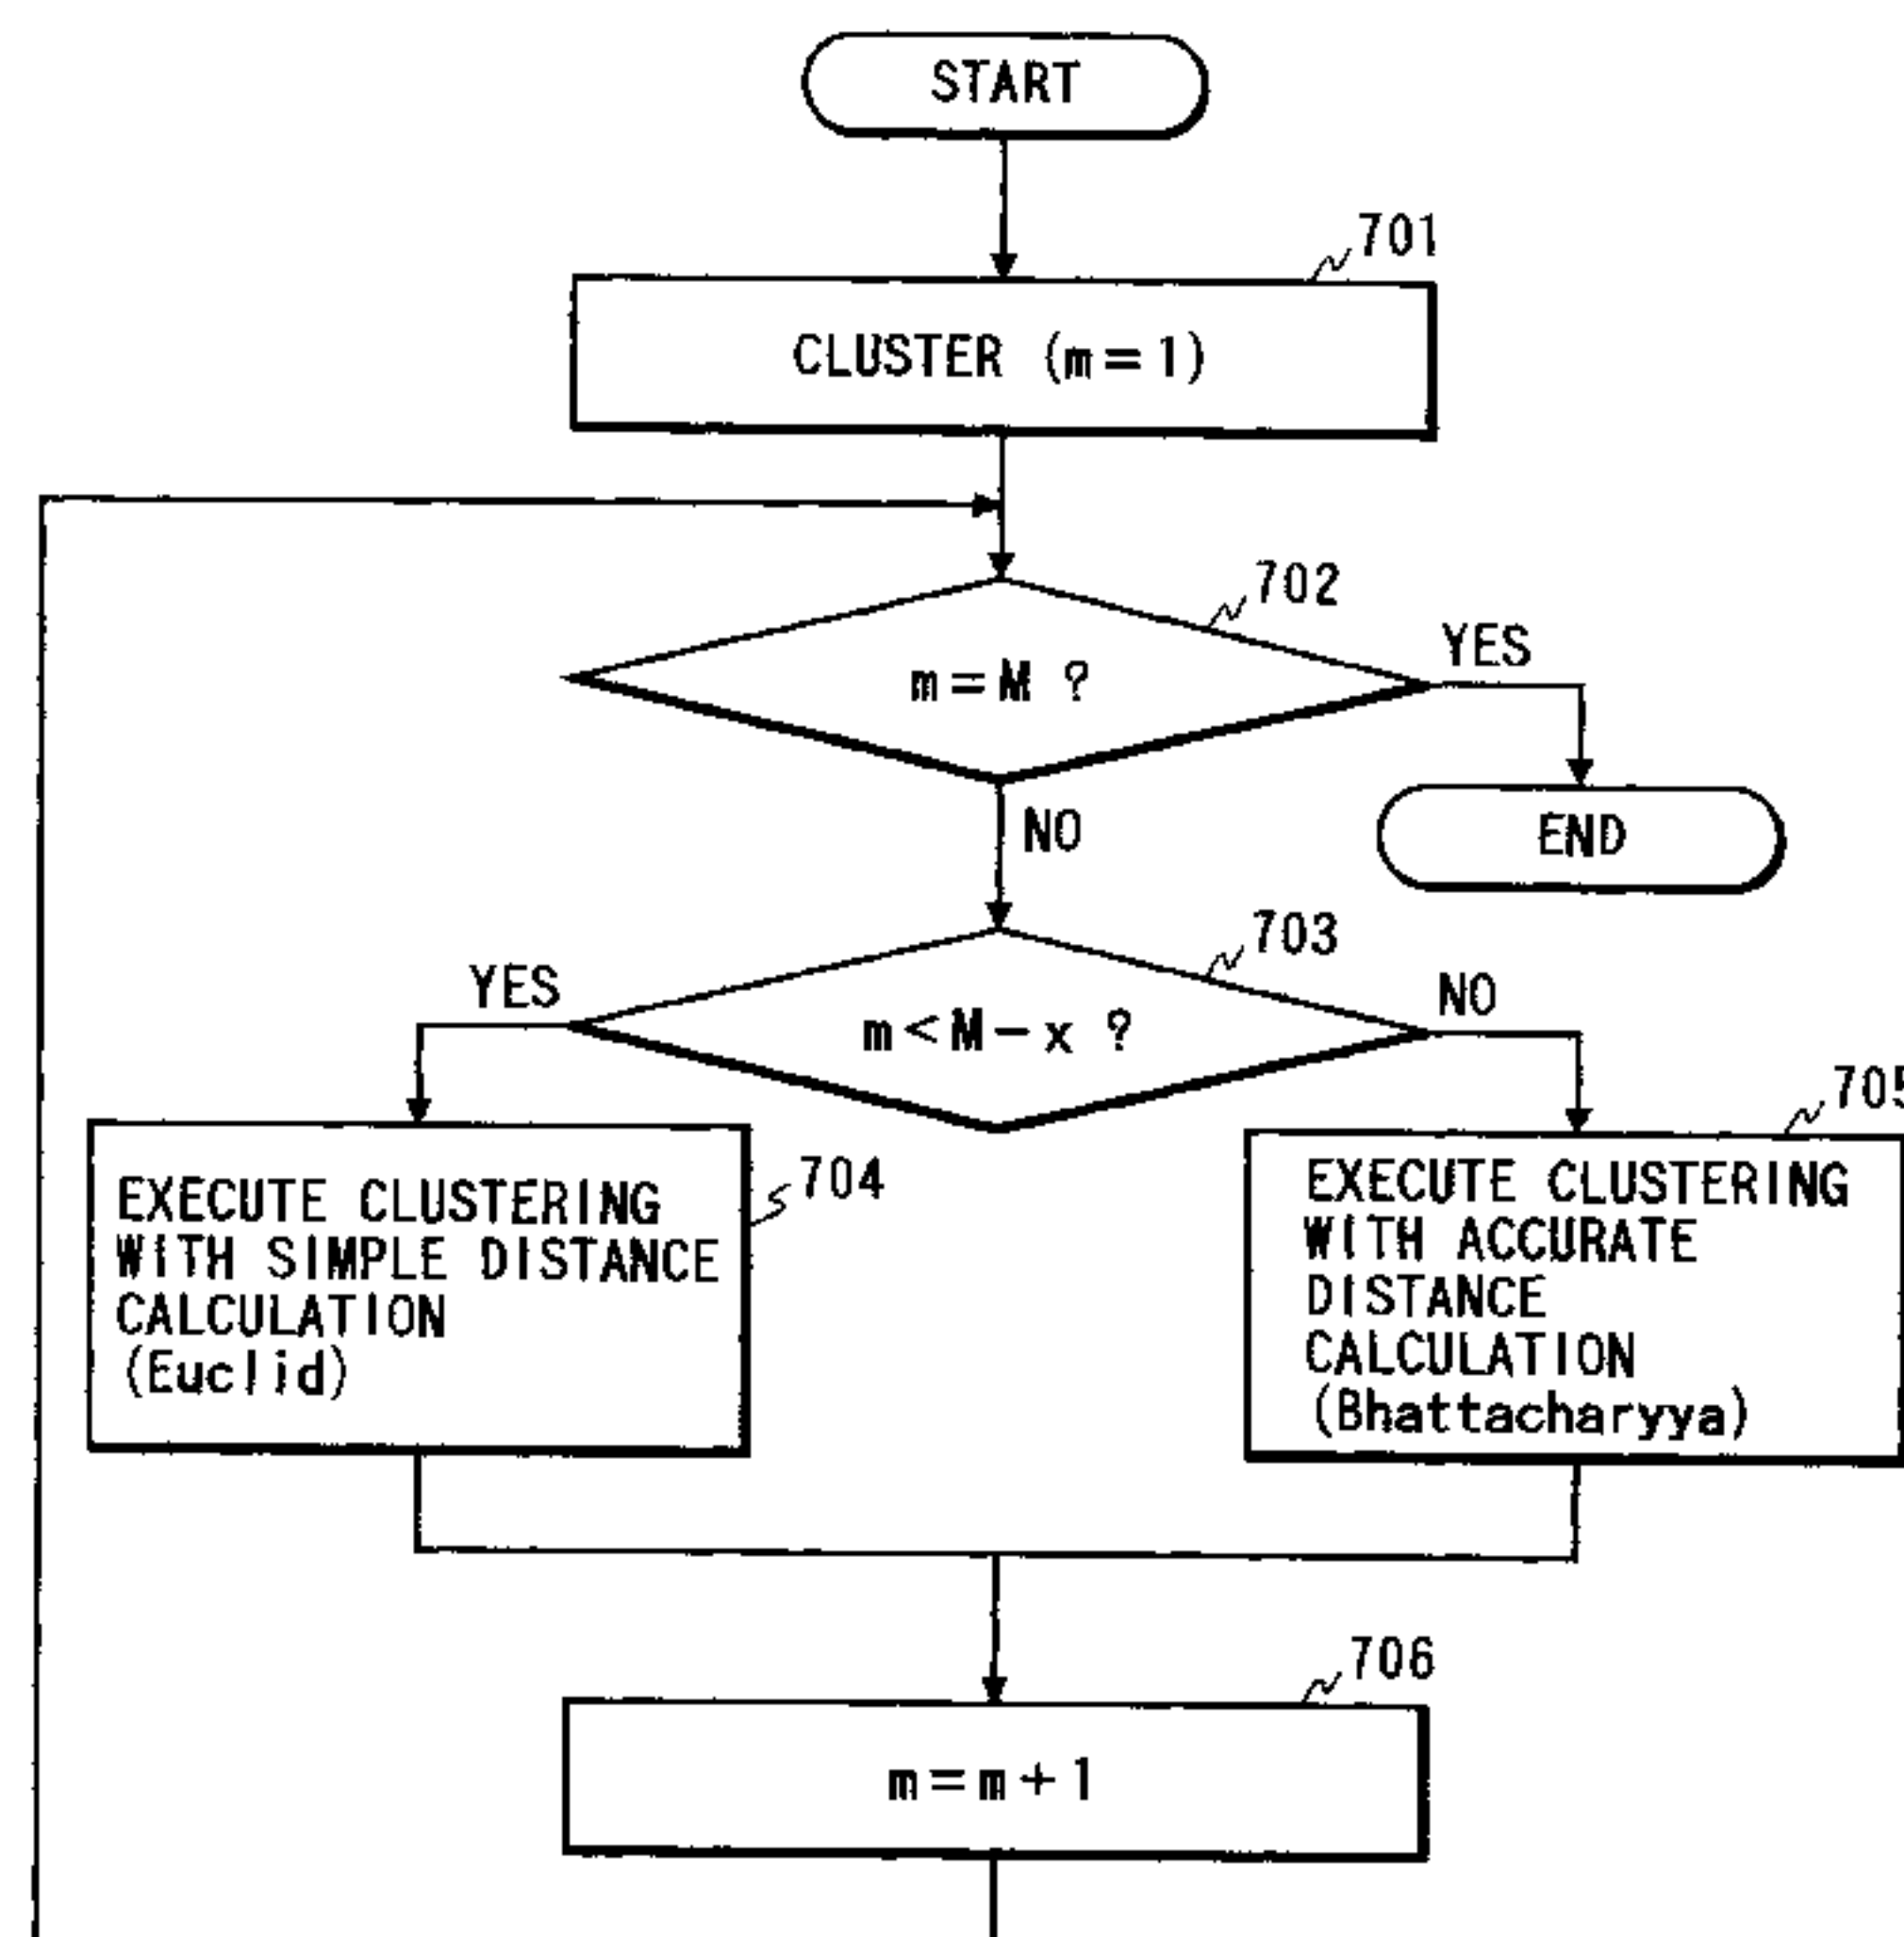 START
701
CLUSTER (m=1)
702
m=M ?
YES
NO
END
703
m<M-x ?
YES
NO
704
EXECUTE CLUSTERING
WITH SIMPLE DISTANCE
CALCULATION
(Euclid)
705
EXECUTE CLUSTERING
WITH ACCURATE
DISTANCE
CALCULATION
(Bhattacharyya)
706
m=m+1